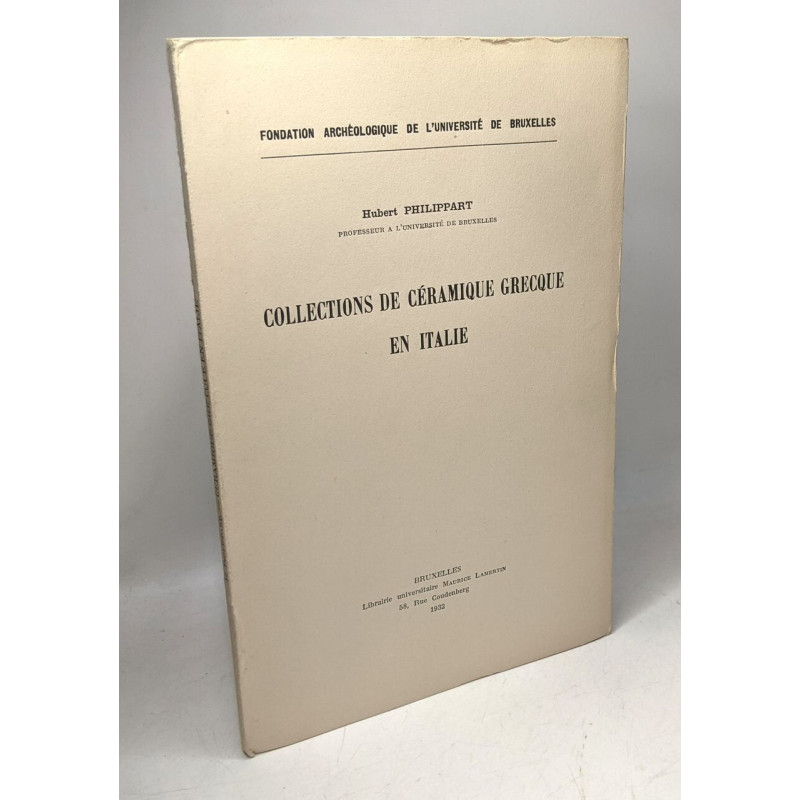 FONDATION ARCHÉOLOGIQUE DE L'UNIVERSITÉ DE BRUXELLES
Hubert PHILIPPART
PROFESSEUR A L'UNIVERSITÉ DE BRUXELLES
COLLECTIONS DE CÉRAMIQUE GRECQUE
EN ITALIE
BRUXELLES
Librairie universitaire MAURICE LAMERTIN
58, Rue Coudenberg
1932